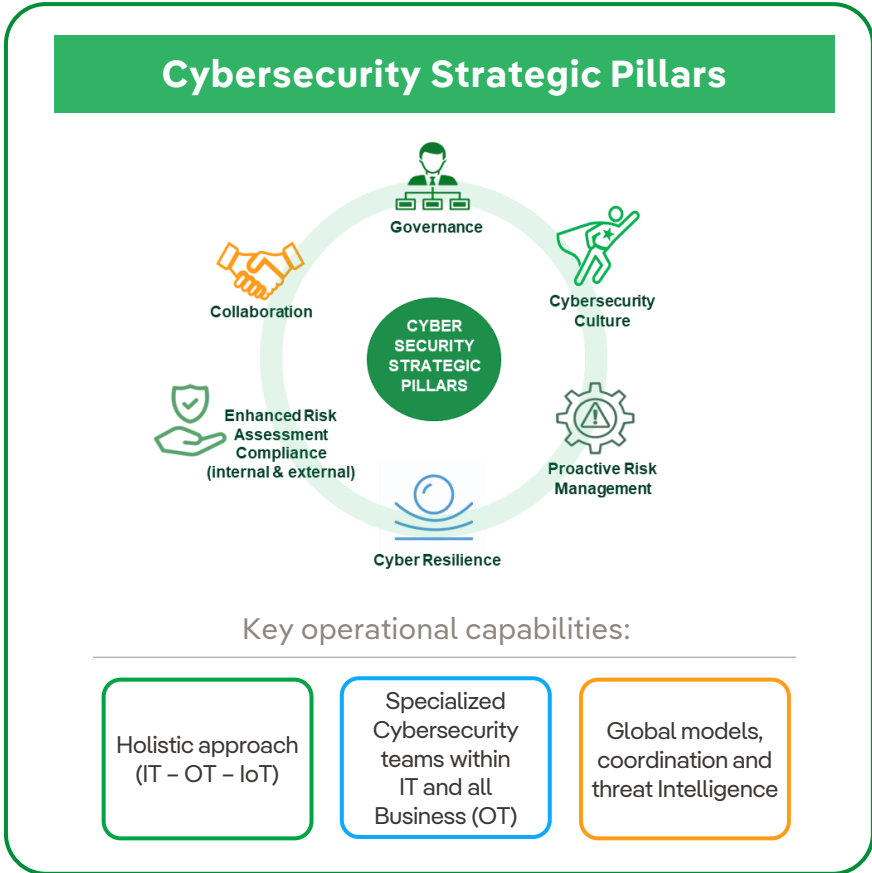 Cybersecurity Strategic Pillars
Governance
Cybersecurity
Culture
Collaboration
CYBER
SECURITY
STRATEGIC
PILLARS
Enhanced Risk
Assessment
Compliance
(internal & external)
Proactive Risk
Management
Cyber Resilience
Key operational capabilities:
Holistic approach
(IT – OT – IoT)
Specialized
Cybersecurity
teams within
IT and all
Business (OT)
Global models,
coordination and
threat Intelligence